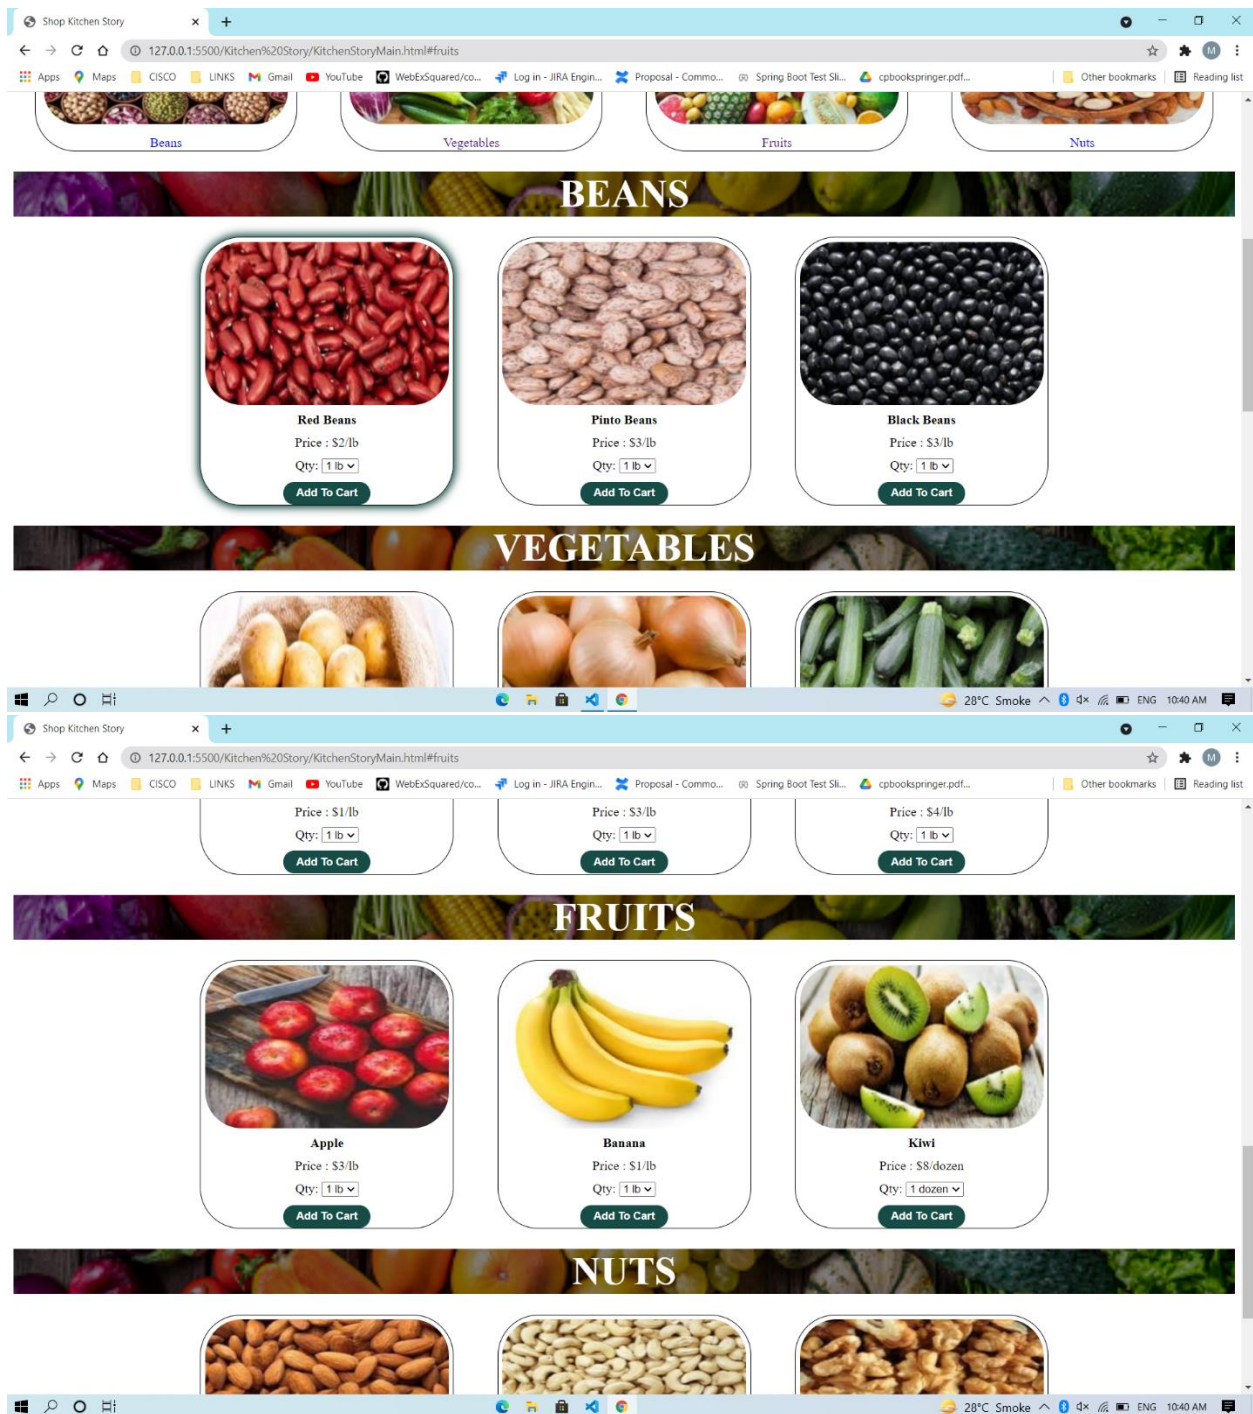 Shop Kitchen Story
127.0.0.1:5500/Kitchen%20Story/KitchenStoryMain.html#fruits
Apps Maps CISCO LINKS Gmail YouTube WebExSquared/co... Log in - JIRA Engin... Proposal - Commo... Spring Boot Test Sli... cpbookspringer.pdf... Other bookmarks Reading list
Beans Vegetables Fruits Nuts
BEANS
Red Beans Pinto Beans Black Beans
Price : $2/lb Price : $3/lb Price : $3/lb
Qty: 1 lb Qty: 1 lb Qty: 1 lb
Add To Cart Add To Cart Add To Cart
VEGETABLES
28°C Smoke ENG 10:40 AM
Shop Kitchen Story
127.0.0.1:5500/Kitchen%20Story/KitchenStoryMain.html#fruits
Apps Maps CISCO LINKS Gmail YouTube WebExSquared/co... Log in - JIRA Engin... Proposal - Commo... Spring Boot Test Sli... cpbookspringer.pdf... Other bookmarks Reading list
Price : $1/lb Price : $3/lb Price : $4/lb
Qty: 1 lb Qty: 1 lb Qty: 1 lb
Add To Cart Add To Cart Add To Cart
FRUITS
Apple Banana Kiwi
Price : $3/lb Price : $1/lb Price : $8/dozen
Qty: 1 lb Qty: 1 lb Qty: 1 dozen
Add To Cart Add To Cart Add To Cart
NUTS
28°C Smoke ENG 10:40 AM